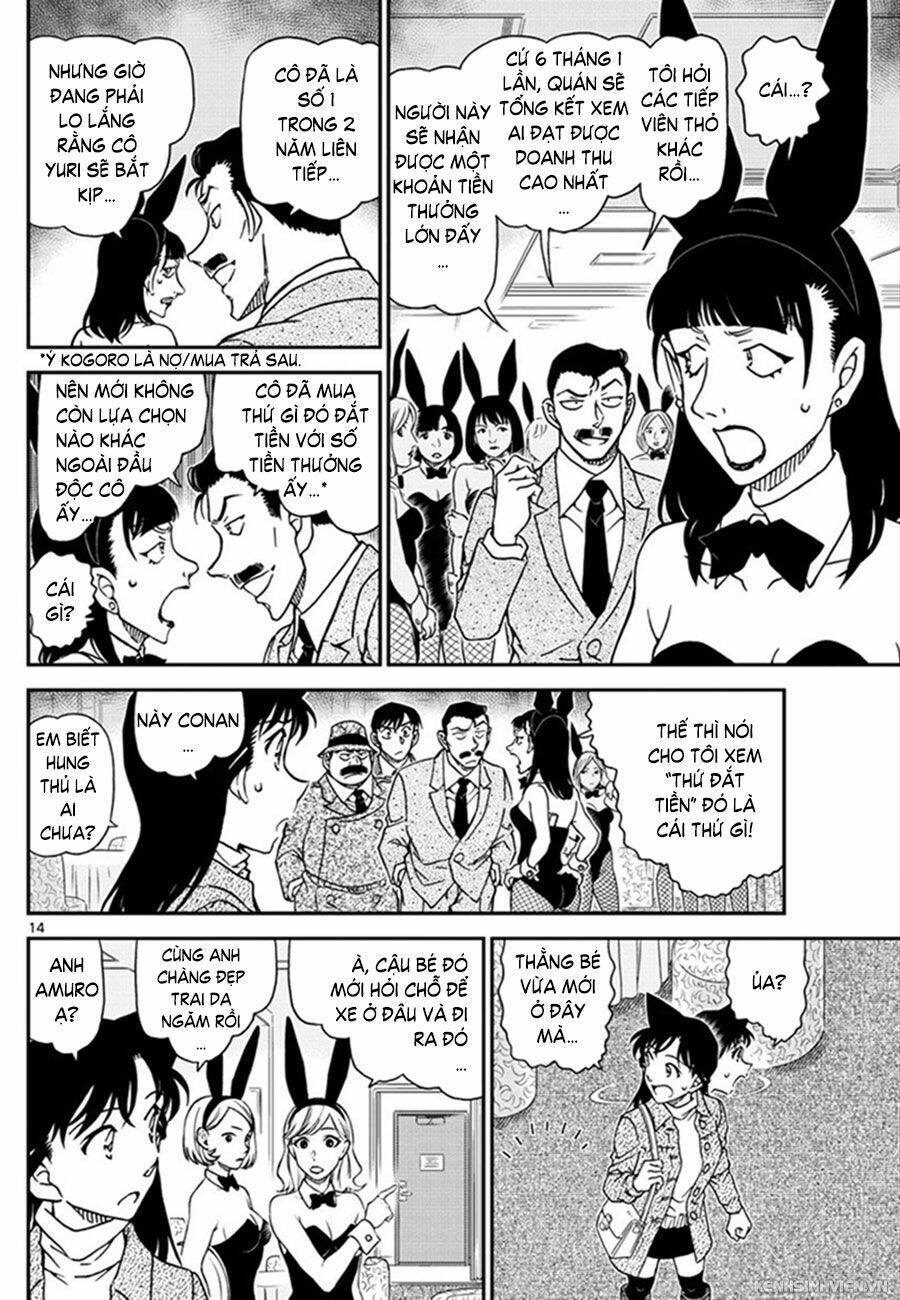 CÁI...?
TÔI HỎI
CÁC TIẾP
VIÊN THỎ
KHÁC
RỒI...
CỨ 6 THÁNG 1
LẦN, QUÁN SẼ
TỔNG KẾT XEM
AI ĐẠT ĐƯỢC
DOANH THU
CAO NHẤT
...
NGƯỜI NÀY
SẼ NHẬN
ĐƯỢC MỘT
KHOẢN TIỀN
THƯỞNG
LỚN ĐẤY
...
CÔ ĐÃ LÀ
SỐ 1
TRONG 2
NĂM LIÊN
TIẾP...
NHƯNG GIỜ
ĐANG PHẢI
LO LẮNG
RẰNG CÔ
YURI SẼ BẮT
KỊP...
*Ý KOGORO LÀ NỢ/MUA TRẢ SAU.
CÔ ĐÃ MUA
THỨ GÌ ĐÓ ĐẮT
TIỀN VỚI SỐ
TIỀN THƯỞNG
ẤY...*
NÊN MỚI KHÔNG
CÒN LỰA CHỌN
NÀO KHÁC
NGOÀI ĐẦU
ĐỘC CÔ
ẤY...
CÁI
GÌ?
THẾ THÌ NÓI
CHO TÔI XEM
“THỨ ĐẮT
TIỀN” ĐÓ LÀ
CÁI THỨ GÌ!
NÀY CONAN
...
EM BIẾT
HUNG
THỦ LÀ
AI
CHƯA?
14
ỦA?
THẰNG BÉ
VỪA MỚI
Ở ĐÂY
MÀ...
À, CẬU BÉ ĐÓ
MỚI HỎI CHỖ ĐỂ
XE Ở ĐÂU VÀ ĐI
RA ĐÓ
...
CÙNG ANH
CHÀNG ĐẸP
TRAI DA
NGĂM RỒI
...
ANH
AMURO
Ạ?
KENHSINHVIEN.VN